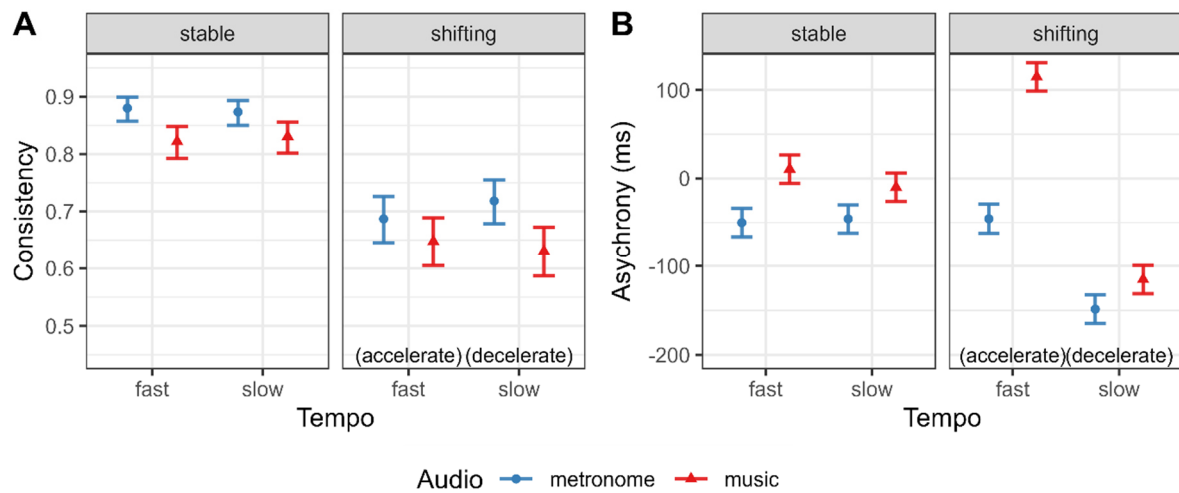 A
stable
shifting
Consistency
0.9
0.8
0.7
0.6
0.5
(accelerate) (decelerate)
fast
slow
fast
slow
Tempo
B
stable
shifting
Asychrony (ms)
100
0
-100
-200
(accelerate) (decelerate)
fast
slow
fast
slow
Tempo
Audio metronome music